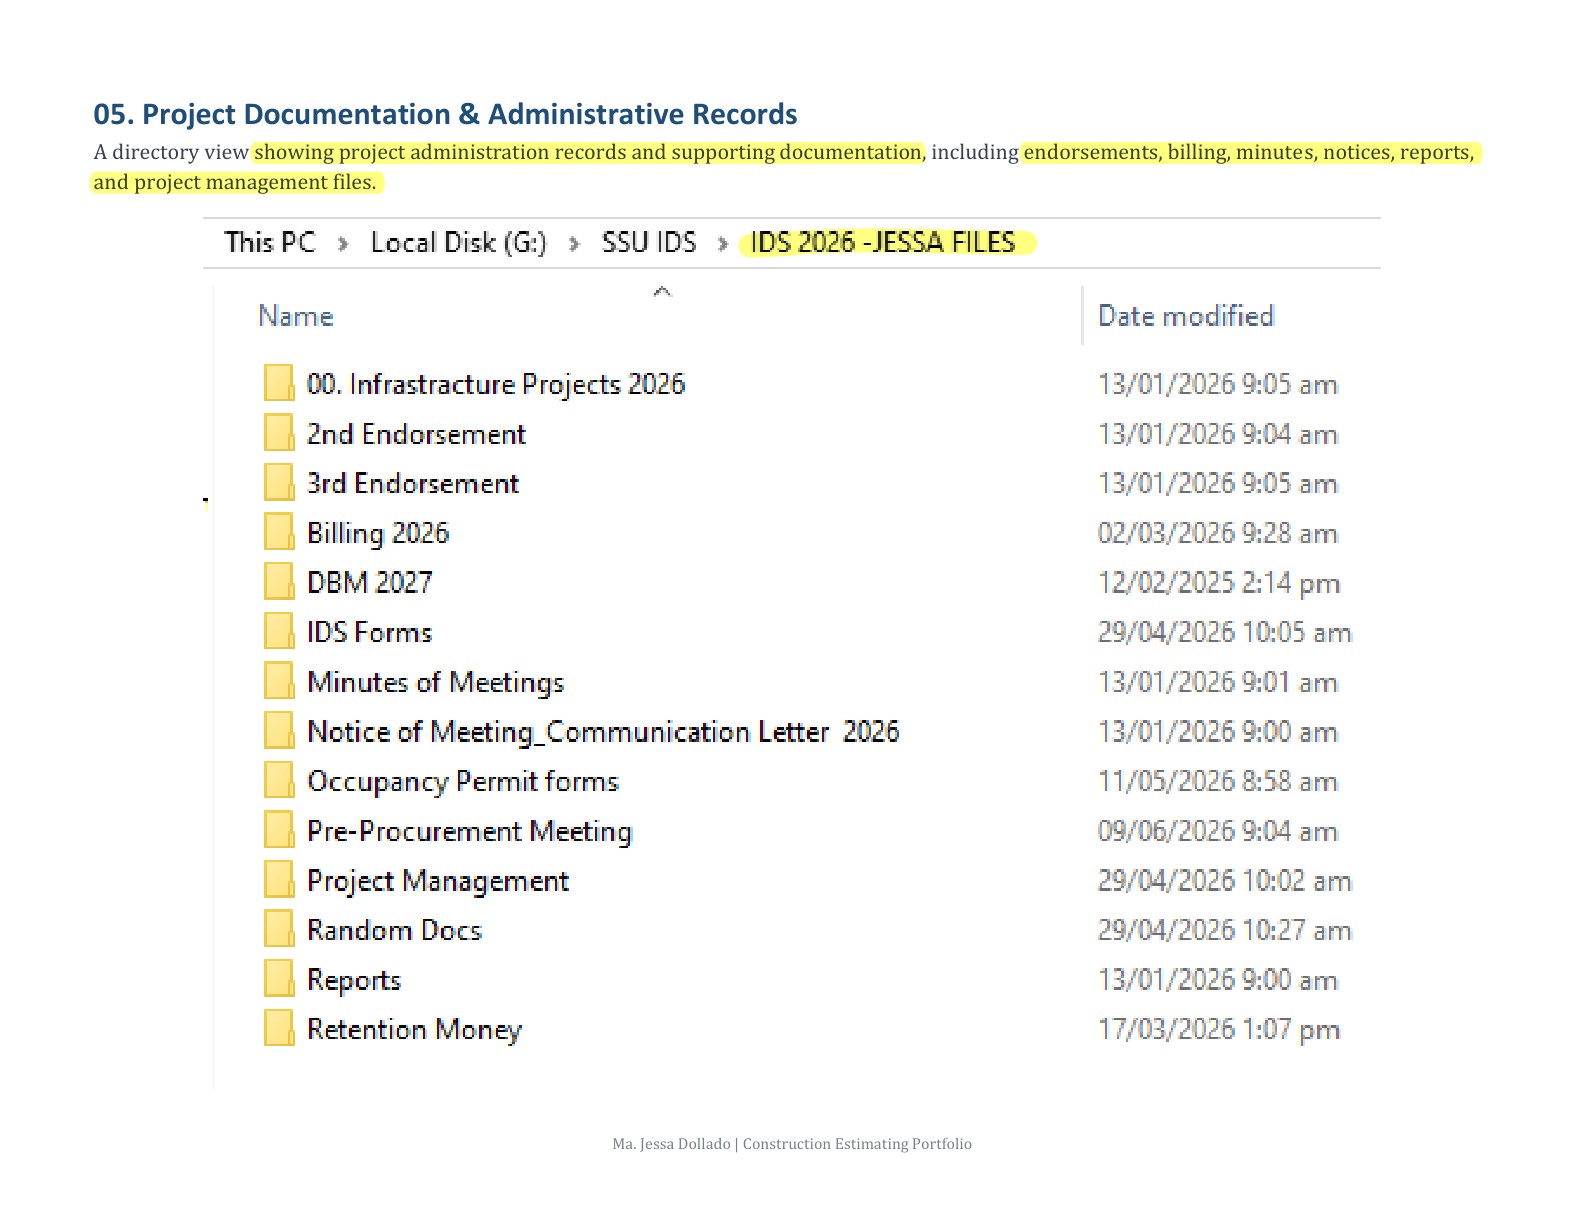 05. Project Documentation & Administrative Records
A directory view showing project administration records and supporting documentation, including endorsements, billing, minutes, notices, reports,
and project management files.
This PC › Local Disk (G:) › SSU IDS › IDS 2026 -JESSA FILES
Name Date modified
00. Infrastracture Projects 2026 13/01/2026 9:05 am
2nd Endorsement 13/01/2026 9:04 am
3rd Endorsement 13/01/2026 9:05 am
Billing 2026 02/03/2026 9:28 am
DBM 2027 12/02/2025 2:14 pm
IDS Forms 29/04/2026 10:05 am
Minutes of Meetings 13/01/2026 9:01 am
Notice of Meeting_Communication Letter  2026 13/01/2026 9:00 am
Occupancy Permit forms 11/05/2026 8:58 am
Pre-Procurement Meeting 09/06/2026 9:04 am
Project Management 29/04/2026 10:02 am
Random Docs 29/04/2026 10:27 am
Reports 13/01/2026 9:00 am
Retention Money 17/03/2026 1:07 pm
Ma. Jessa Dollado | Construction Estimating Portfolio